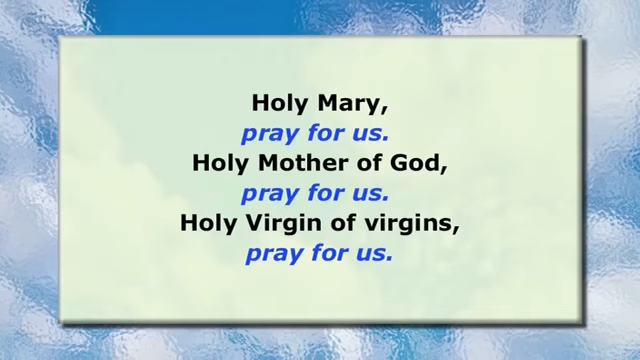 Holy Mary,
pray for us.
Holy Mother of God,
pray for us.
Holy Virgin of virgins,
pray for us.